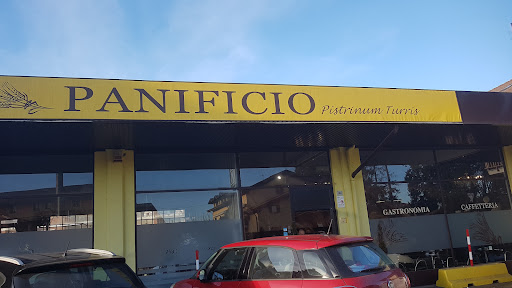 PANIFICIO Pistrinum Turris
GASTRONOMIA CAFFETTERIA